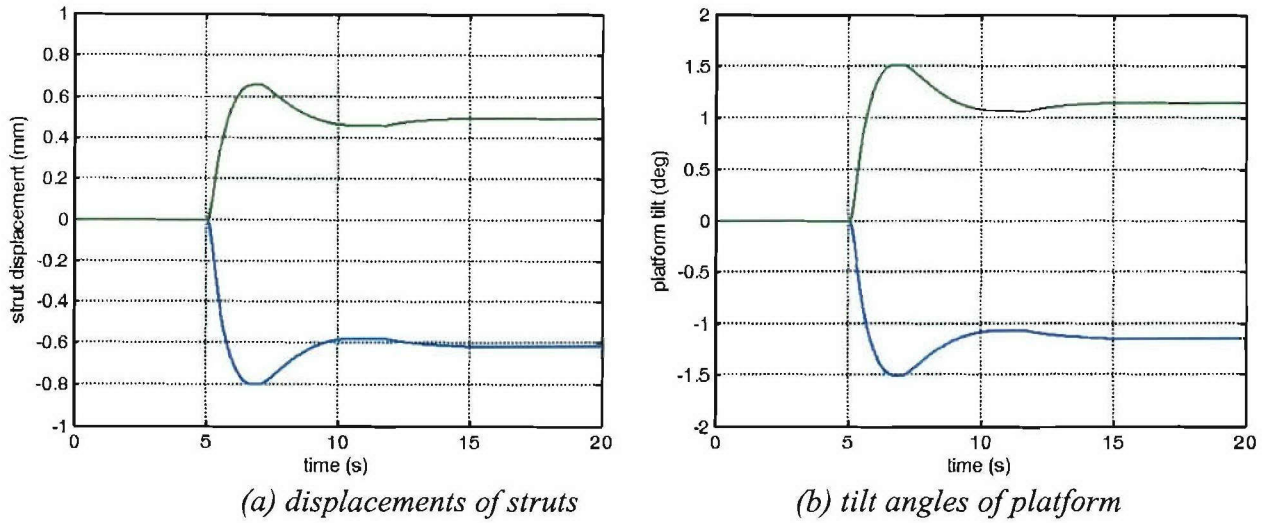 1
0.8
0.6
0.4
0.2
0
-0.2
-0.4
-0.6
-0.8
-1
strut displacement (mm)
0 5 10 15 20
time (s)
(a) displacements of struts
2
1.5
1
0.5
0
-0.5
-1
-1.5
-2
platform tilt (deg)
0 5 10 15 20
time (s)
(b) tilt angles of platform